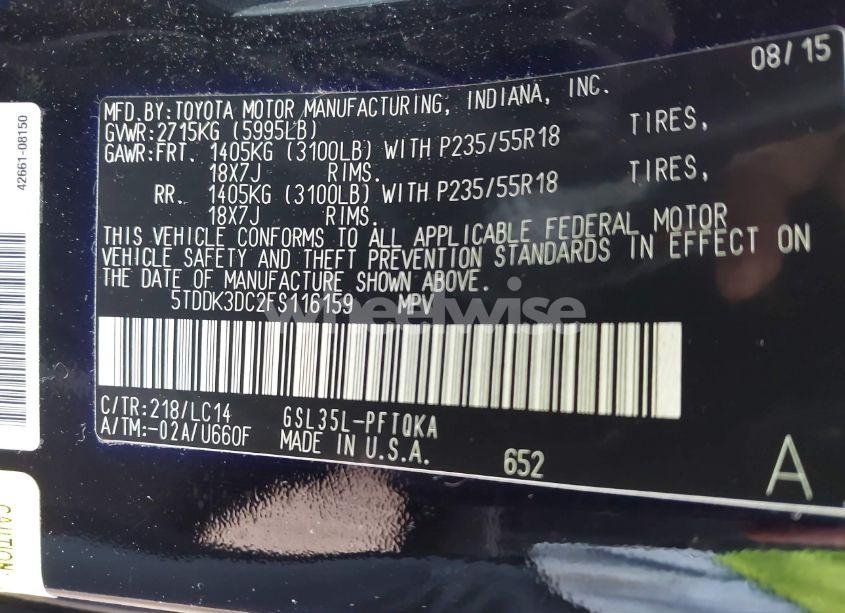 08/15
MFD.BY:TOYOTA MOTOR MANUFACTURING, INDIANA, INC.
GVWR:2715KG (5995LB)
GAWR:FRT. 1405KG (3100LB) WITH P235/55R18 TIRES,
18X7J RIMS.
RR. 1405KG (3100LB) WITH P235/55R18 TIRES,
18X7J RIMS.
THIS VEHICLE CONFORMS TO ALL APPLICABLE FEDERAL MOTOR
VEHICLE SAFETY AND THEFT PREVENTION STANDARDS IN EFFECT ON
THE DATE OF MANUFACTURE SHOWN ABOVE.
5TDDK3DC2FS116159 MPV
wheelwise
C/TR:218/LC14 GSL35L-PFTQKA
A/TM:-02A/U660F MADE IN U.S.A. 652 A
42661-08150
CAUTION